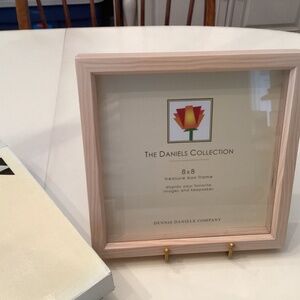 THE DANIELS COLLECTION
8x8
treasure box frame
display your favorite
images and keepsakes
DENNIS DANIELS COMPANY